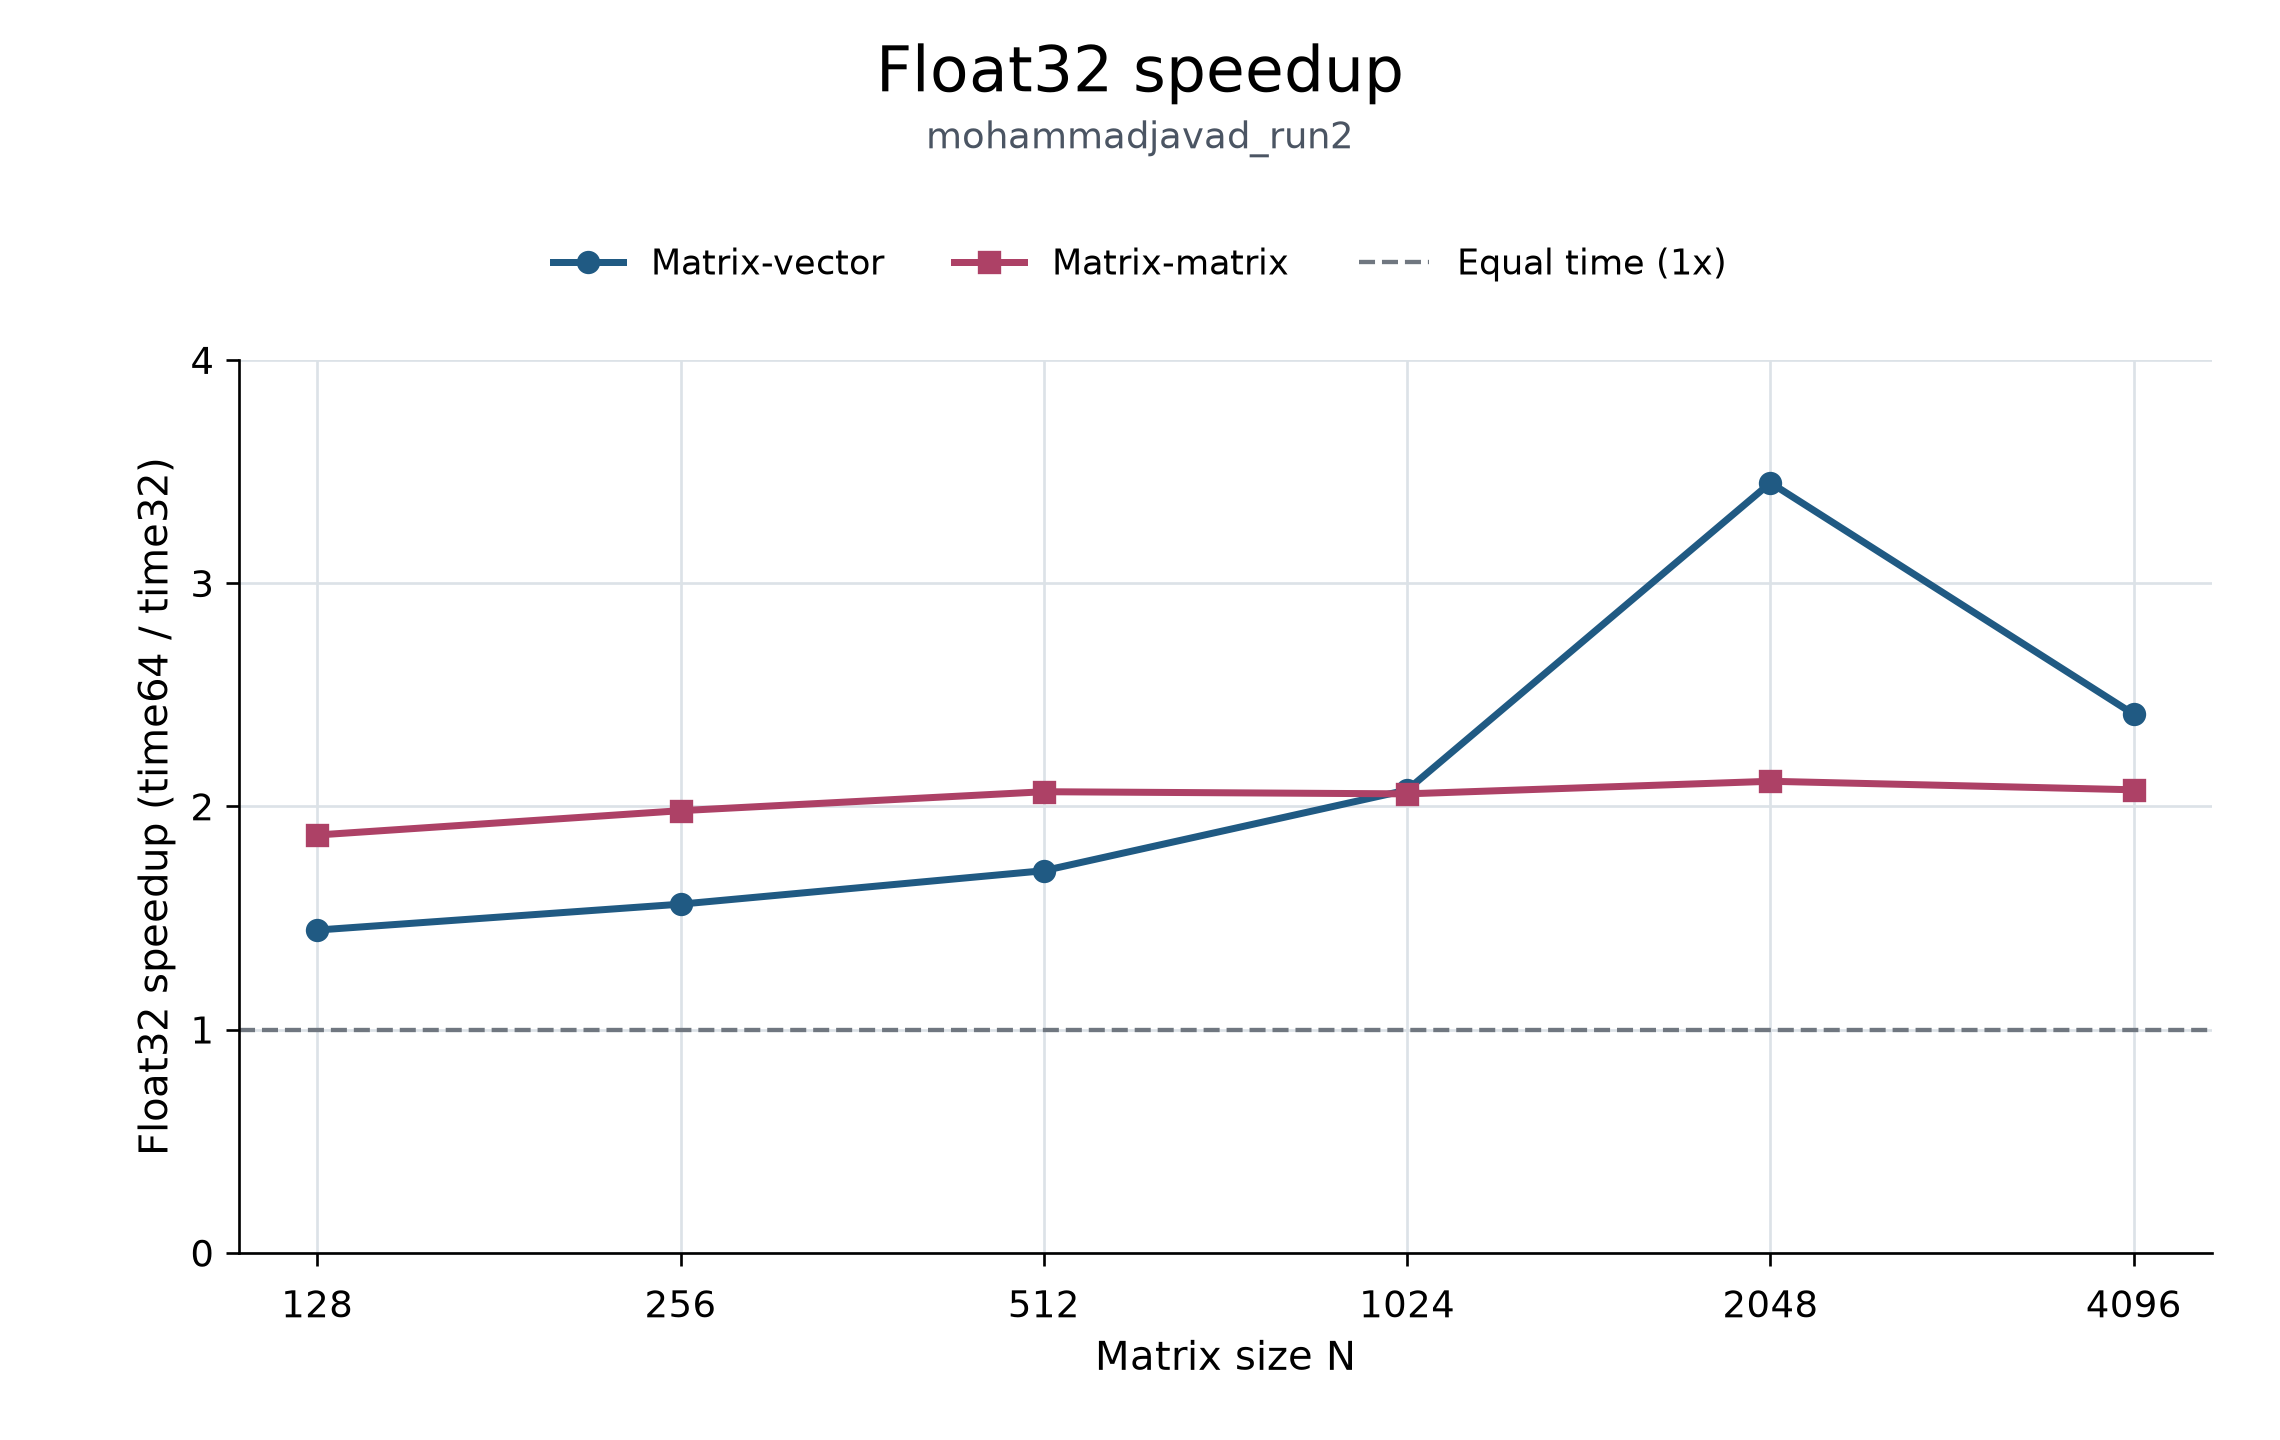 Float32 speedup
mohammadjavad_run2
Matrix-vector Matrix-matrix Equal time (1x)
Float32 speedup (time64 / time32)
4
3
2
1
0
128 256 512 1024 2048 4096
Matrix size N